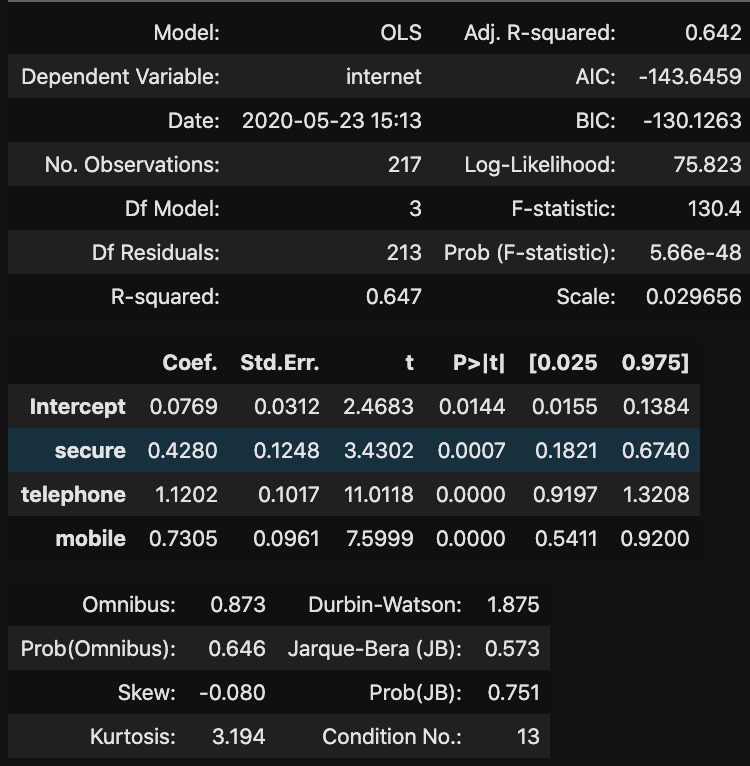 Model: OLS Adj. R-squared: 0.642
Dependent Variable: internet AIC: -143.6459
Date: 2020-05-23 15:13 BIC: -130.1263
No. Observations: 217 Log-Likelihood: 75.823
Df Model: 3 F-statistic: 130.4
Df Residuals: 213 Prob (F-statistic): 5.66e-48
R-squared: 0.647 Scale: 0.029656
Coef. Std.Err. t P>|t| [0.025 0.975]
Intercept 0.0769 0.0312 2.4683 0.0144 0.0155 0.1384
secure 0.4280 0.1248 3.4302 0.0007 0.1821 0.6740
telephone 1.1202 0.1017 11.0118 0.0000 0.9197 1.3208
mobile 0.7305 0.0961 7.5999 0.0000 0.5411 0.9200
Omnibus: 0.873 Durbin-Watson: 1.875
Prob(Omnibus): 0.646 Jarque-Bera (JB): 0.573
Skew: -0.080 Prob(JB): 0.751
Kurtosis: 3.194 Condition No.: 13